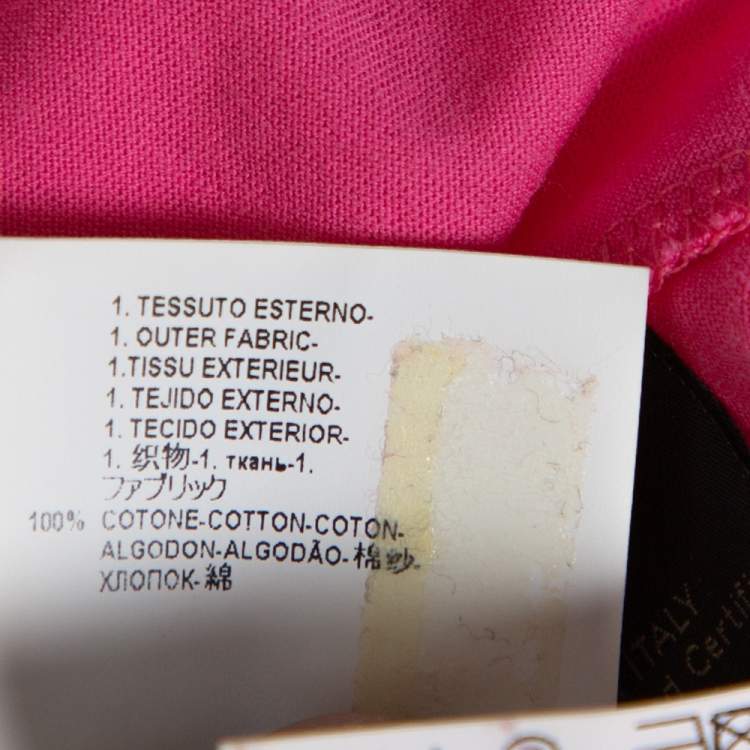 1. TESSUTO ESTERNO-
1. OUTER FABRIC-
1.TISSU EXTERIEUR-
1. TEJIDO EXTERNO-
1. TECIDO EXTERIOR-
1. 织物-1. ткань-1.
ファブリック
100% COTONE-COTTON-COTON-
ALGODON-ALGODÃO-棉纱-
ХЛОПОК-綿
ITALY